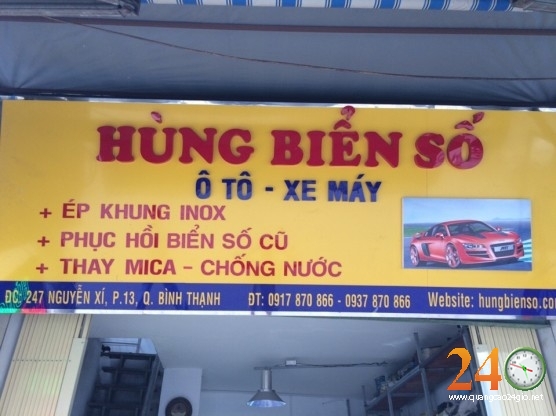 HÙNG BIỂN SỐ
Ô TÔ - XE MÁY
+ ÉP KHUNG INOX
+ PHỤC HỒI BIỂN SỐ CŨ
+ THAY MICA - CHỐNG NƯỚC
ĐC: 247 NGUYỄN XÍ, P.13, Q. BÌNH THẠNH ĐT: 0917 870 866 - 0937 870 866 Website: hungbienso.com
24
www.quangcao24gio.net